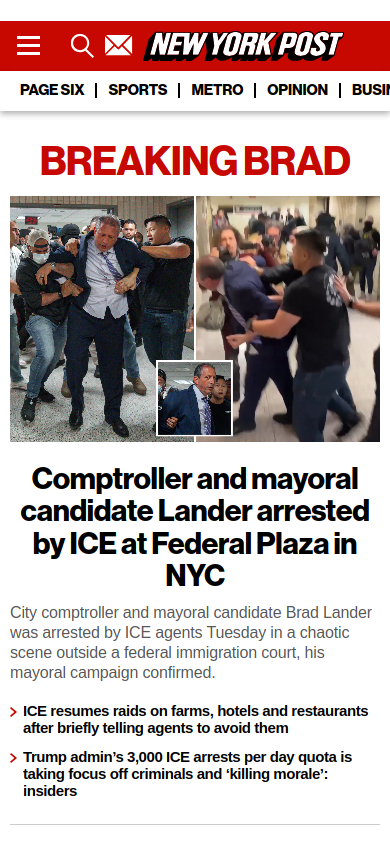 NEW YORK POST
PAGE SIX | SPORTS | METRO | OPINION | BUSI
BREAKING BRAD
Comptroller and mayoral
candidate Lander arrested
by ICE at Federal Plaza in
NYC
City comptroller and mayoral candidate Brad Lander
was arrested by ICE agents Tuesday in a chaotic
scene outside a federal immigration court, his
mayoral campaign confirmed.
ICE resumes raids on farms, hotels and restaurants
after briefly telling agents to avoid them
Trump admin’s 3,000 ICE arrests per day quota is
taking focus off criminals and ‘killing morale’:
insiders